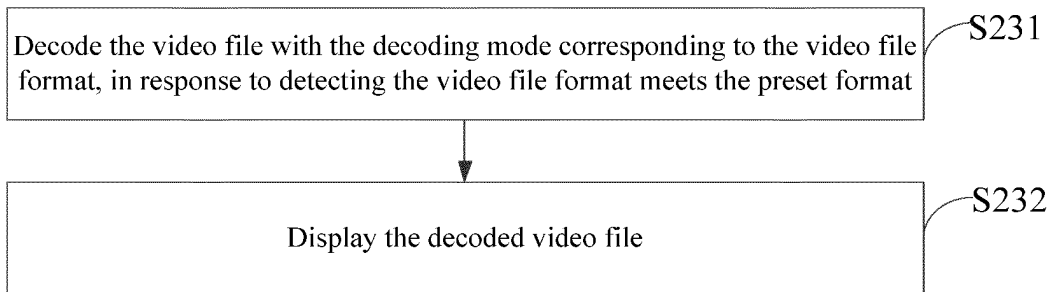 Decode the video file with the decoding mode corresponding to the video file
format, in response to detecting the video file format meets the preset format
S231
Display the decoded video file
S232